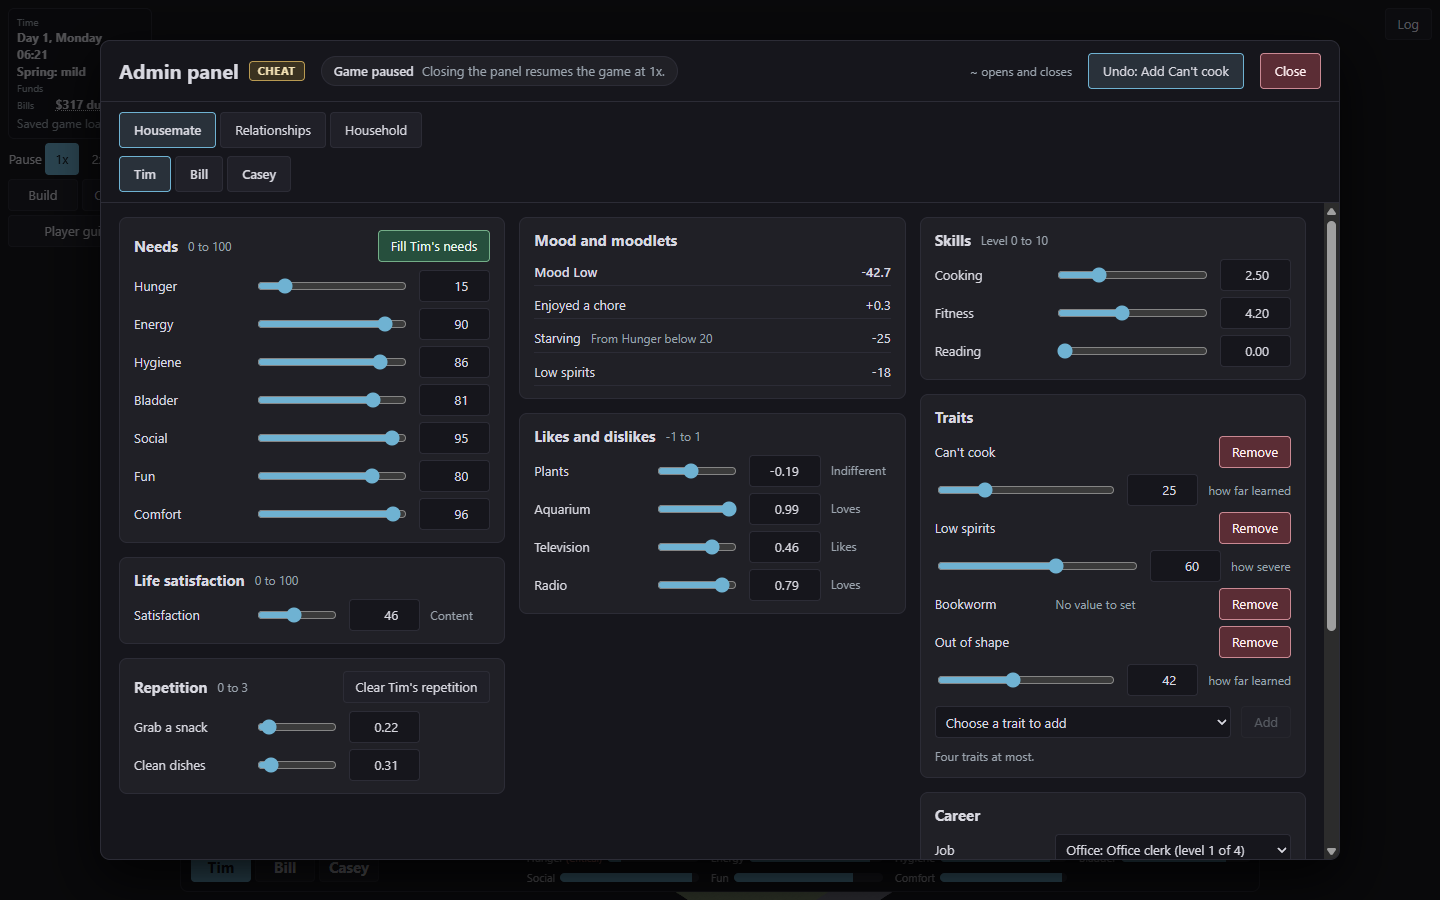 Time
Day 1, Monday
06:21
Spring: mild
Funds
Bills $317 du
Saved game loa
Pause 1x 2
Build C
Player gui
Log
Admin panel CHEAT Game paused Closing the panel resumes the game at 1x. ~ opens and closes Undo: Add Can't cook Close
Housemate Relationships Household
Tim Bill Casey
Needs 0 to 100 Fill Tim's needs
Hunger 15
Energy 90
Hygiene 86
Bladder 81
Social 95
Fun 80
Comfort 96
Life satisfaction 0 to 100
Satisfaction 46 Content
Repetition 0 to 3 Clear Tim's repetition
Grab a snack 0.22
Clean dishes 0.31
Mood and moodlets
Mood Low -42.7
Enjoyed a chore +0.3
Starving From Hunger below 20 -25
Low spirits -18
Likes and dislikes -1 to 1
Plants -0.19 Indifferent
Aquarium 0.99 Loves
Television 0.46 Likes
Radio 0.79 Loves
Skills Level 0 to 10
Cooking 2.50
Fitness 4.20
Reading 0.00
Traits
Can't cook Remove
25 how far learned
Low spirits Remove
60 how severe
Bookworm No value to set Remove
Out of shape Remove
42 how far learned
Choose a trait to add Add
Four traits at most.
Career
Job Office: Office clerk (level 1 of 4)
Tim Bill Casey
Social Fun Comfort